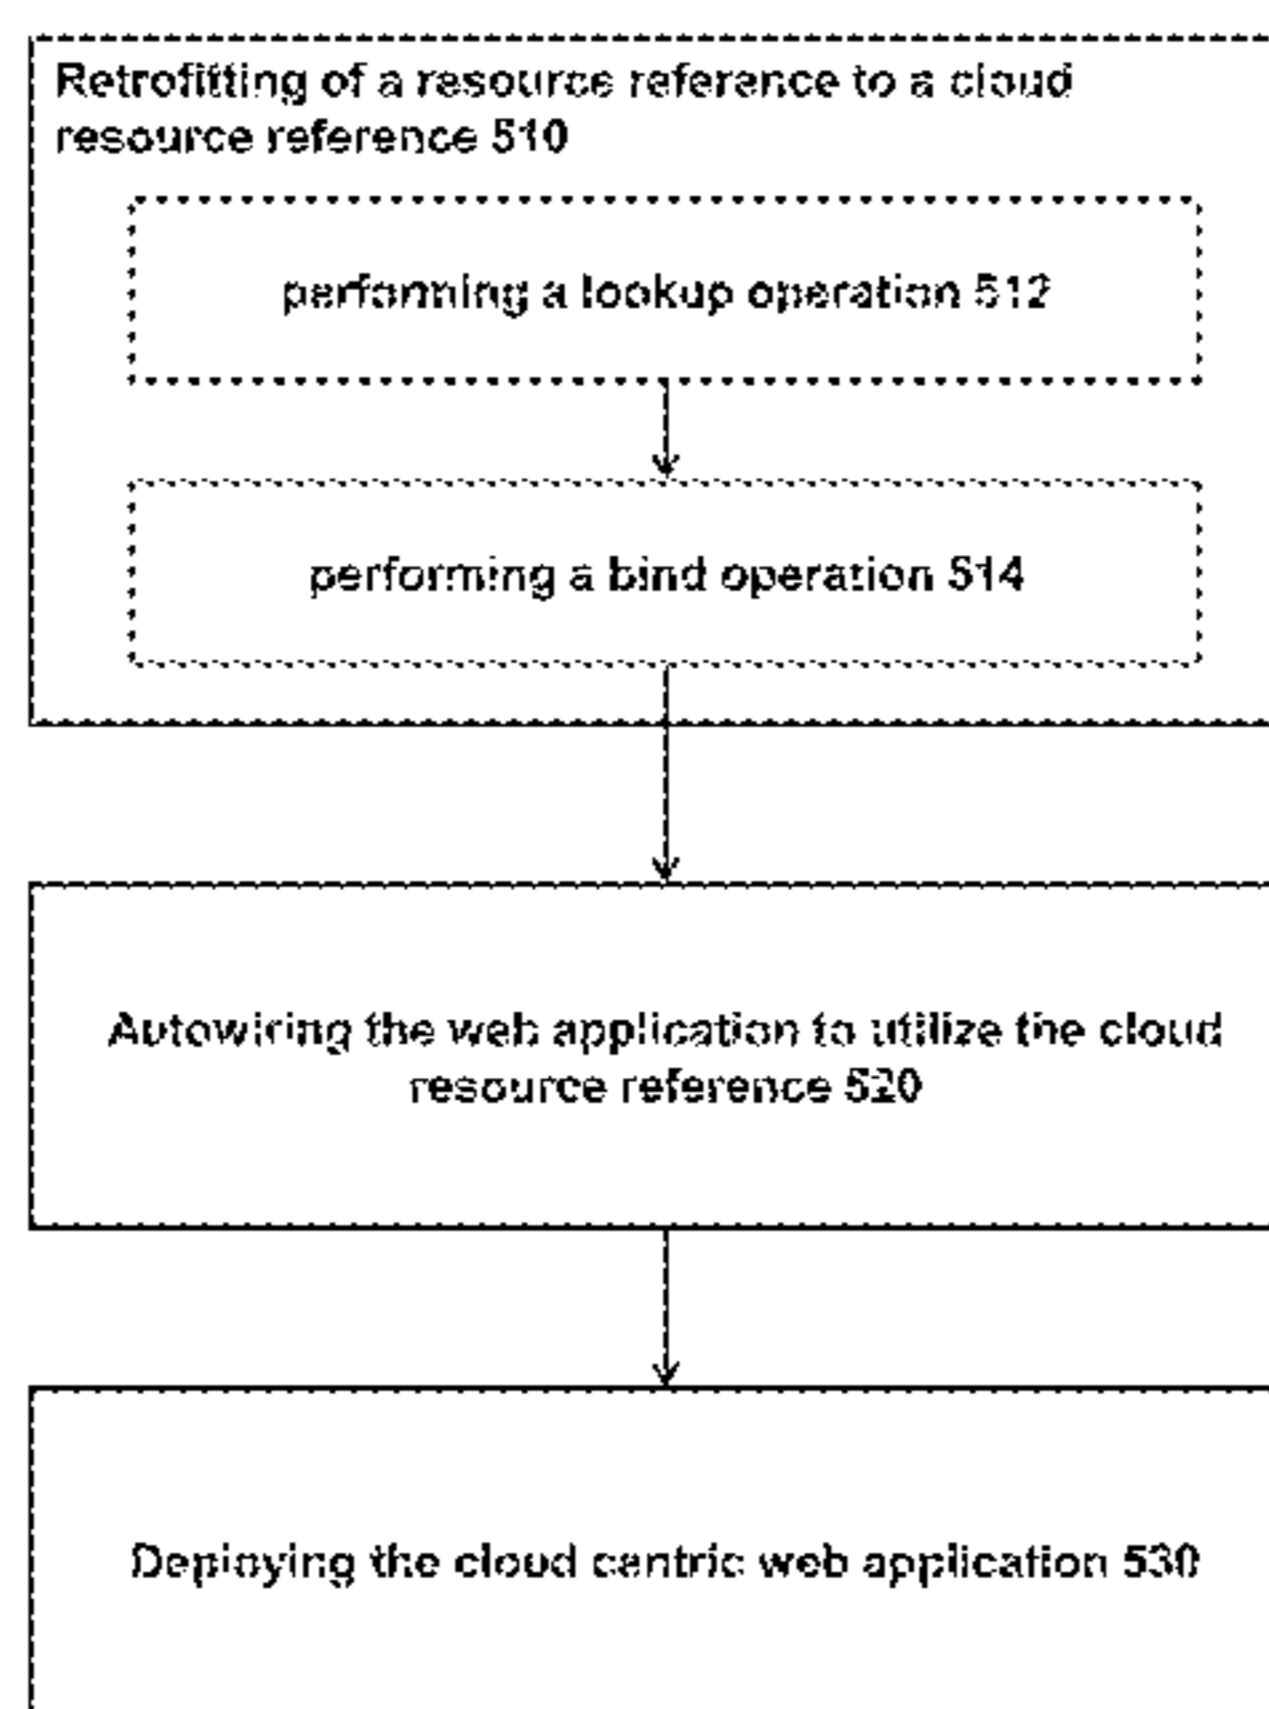 Retrofitting of a resource reference to a cloud
resource reference 510
performing a lookup operation 512
performing a bind operation 514
Autowiring the web application to utilize the cloud
resource reference 520
Deploying the cloud centric web application 530